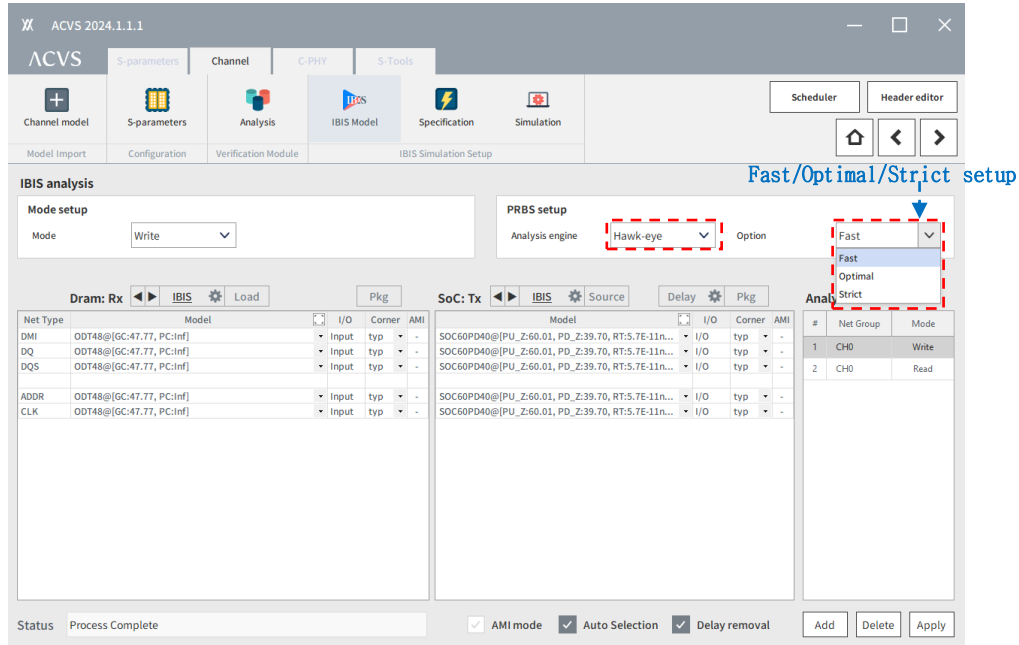 ACVS 2024.1.1.1
ACVS
S-parameters
Channel
C-PHY
S-Tools
Channel model
S-parameters
Analysis
IBIS
IBIS Model
Specification
Simulation
Scheduler
Header editor
Model Import
Configuration
Verification Module
IBIS Simulation Setup
Fast/Optimal/Strict setup
IBIS analysis
Mode setup
Mode
Write
PRBS setup
Analysis engine
Hawk-eye
Option
Fast
Fast
Optimal
Strict
Dram: Rx
IBIS
Load
Pkg
SoC: Tx
IBIS
Source
Delay
Pkg
Net Type Model I/O Corner AMI
DMI ODT48@[GC:47.77, PC:Inf] Input typ -
DQ ODT48@[GC:47.77, PC:Inf] Input typ -
DQS ODT48@[GC:47.77, PC:Inf] Input typ -
ADDR ODT48@[GC:47.77, PC:Inf] Input typ -
CLK ODT48@[GC:47.77, PC:Inf] Input typ -
Model I/O Corner AMI
SOC60PD40@[PU_Z:60.01, PD_Z:39.70, RT:5.7E-11n... I/O typ -
SOC60PD40@[PU_Z:60.01, PD_Z:39.70, RT:5.7E-11n... I/O typ -
SOC60PD40@[PU_Z:60.01, PD_Z:39.70, RT:5.7E-11n... I/O typ -
SOC60PD40@[PU_Z:60.01, PD_Z:39.70, RT:5.7E-11n... I/O typ -
SOC60PD40@[PU_Z:60.01, PD_Z:39.70, RT:5.7E-11n... I/O typ -
# Net Group Mode
1 CH0 Write
2 CH0 Read
Status
Process Complete
AMI mode
Auto Selection
Delay removal
Add
Delete
Apply